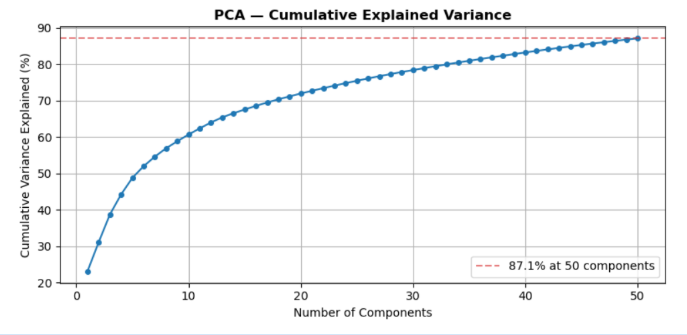 PCA — Cumulative Explained Variance
Cumulative Variance Explained (%)
90
80
70
60
50
40
30
20
87.1% at 50 components
0 10 20 30 40 50
Number of Components